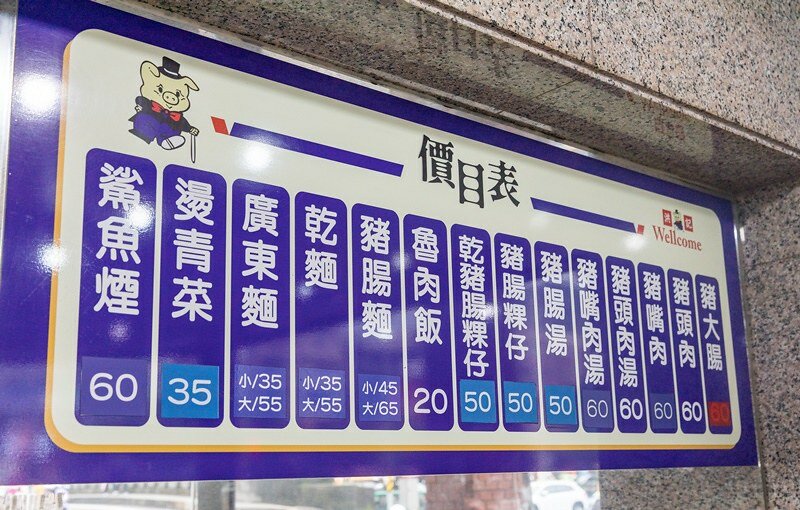 價目表
洪記
Wellcome
豬大腸
60
豬頭肉
60
豬嘴肉
60
豬頭肉湯
60
豬嘴肉湯
60
豬腸湯
50
豬腸粿仔
50
乾豬腸粿仔
50
魯肉飯
20
豬腸麵
小/45
大/65
乾麵
小/35
大/55
廣東麵
小/35
大/55
燙青菜
35
鯊魚煙
60